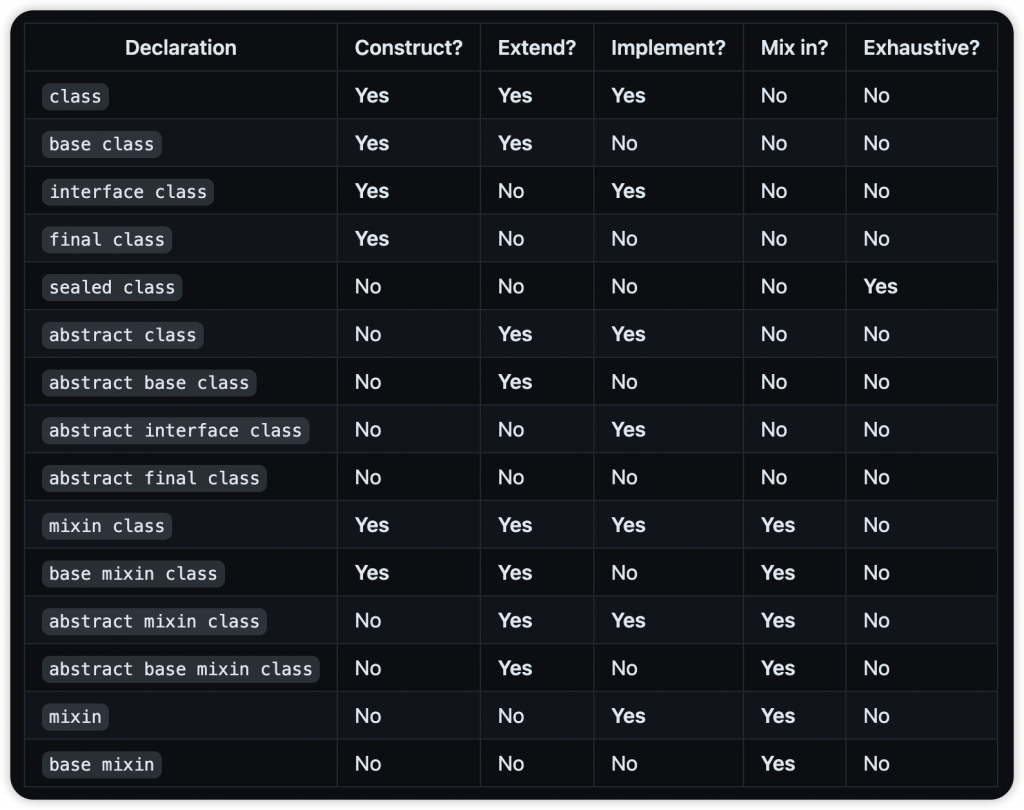 Declaration Construct? Extend? Implement? Mix in? Exhaustive?
class Yes Yes Yes No No
base class Yes Yes No No No
interface class Yes No Yes No No
final class Yes No No No No
sealed class No No No No Yes
abstract class No Yes Yes No No
abstract base class No Yes No No No
abstract interface class No No Yes No No
abstract final class No No No No No
mixin class Yes Yes Yes Yes No
base mixin class Yes Yes No Yes No
abstract mixin class No Yes Yes Yes No
abstract base mixin class No Yes No Yes No
mixin No No Yes Yes No
base mixin No No No Yes No